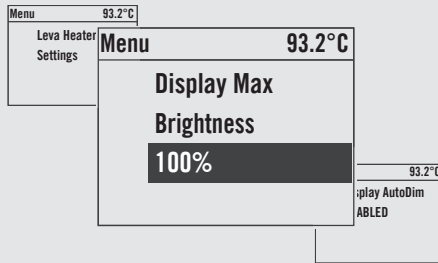 Menu 93.2°C
Leva Heater
Settings
Menu 93.2°C
Display Max
Brightness
100%
93.2°C
splay AutoDim
ABLED